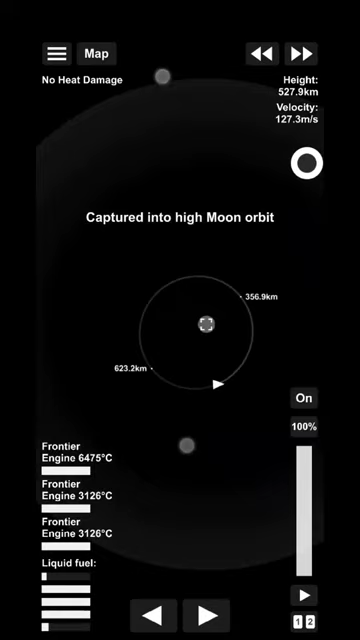 Map
No Heat Damage
Height:
527.9km
Velocity:
127.3m/s
Captured into high Moon orbit
356.9km
623.2km
On
100%
Frontier
Engine 6475°C
Frontier
Engine 3126°C
Frontier
Engine 3126°C
Liquid fuel:
1 2